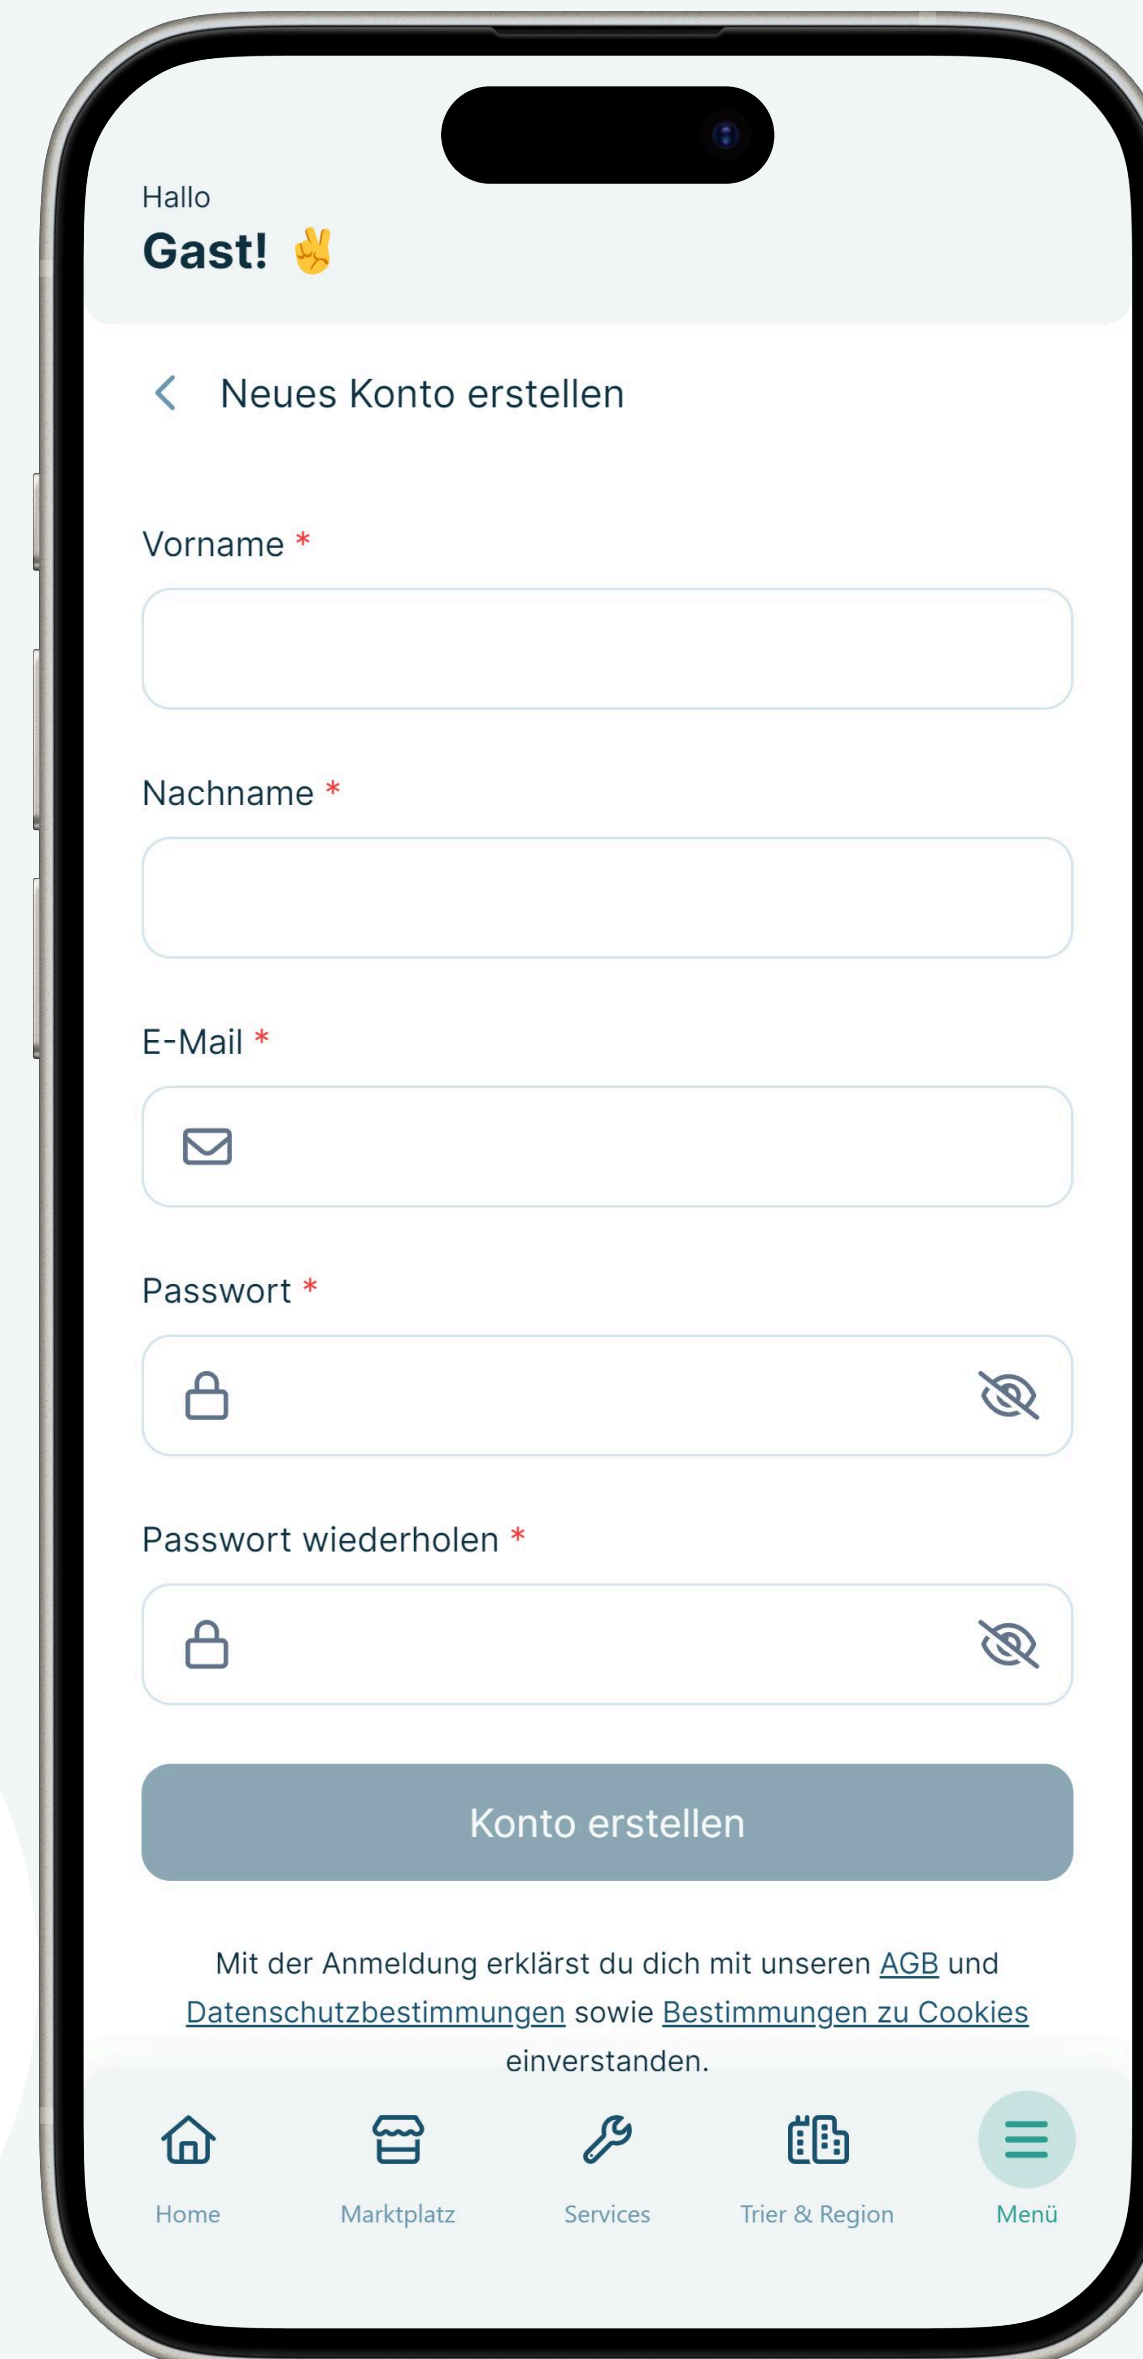 Hallo
Gast! ✌️
Neues Konto erstellen
Vorname *
Nachname *
E-Mail *
Passwort *
Passwort wiederholen *
Konto erstellen
Mit der Anmeldung erklärst du dich mit unseren AGB und
Datenschutzbestimmungen sowie Bestimmungen zu Cookies
einverstanden.
Home Marktplatz Services Trier & Region Menü